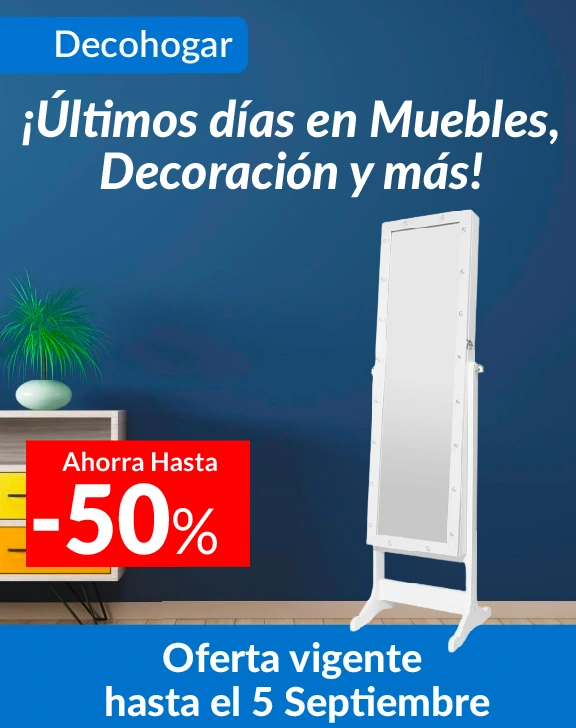 Decohogar
¡Últimos días en Muebles,
Decoración y más!
Ahorra Hasta
-50%
Oferta vigente
hasta el 5 Septiembre